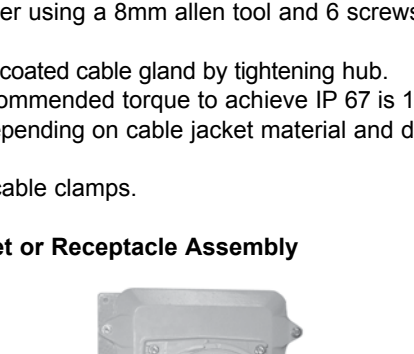 er using a 8mm allen tool and 6 screws
coated cable gland by tightening hub.
ommended torque to achieve IP 67 is 1
epending on cable jacket material and d
cable clamps.
et or Receptacle Assembly